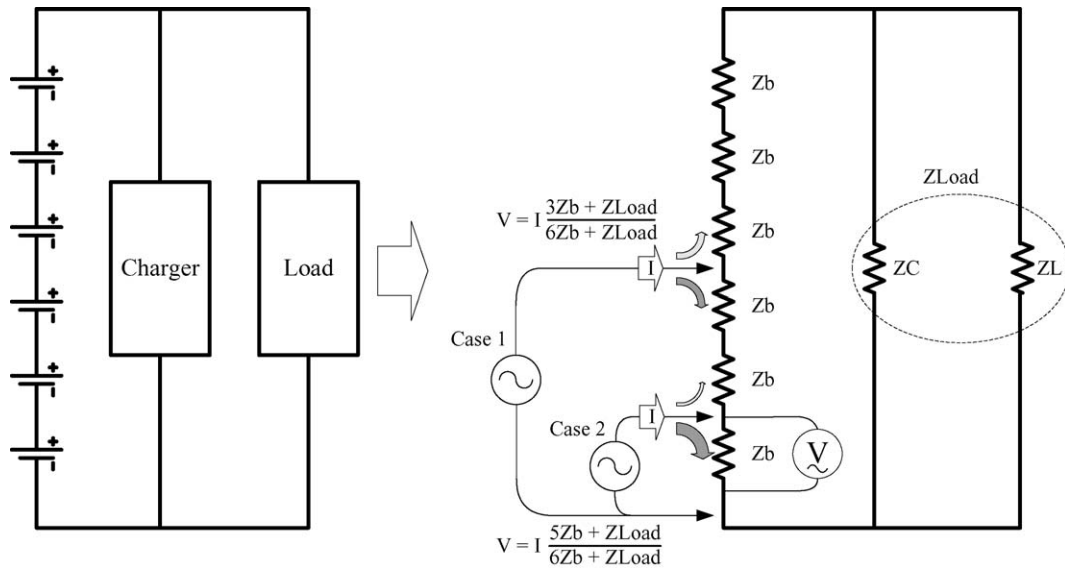 Charger
Load
V = I 3Zb + ZLoad / 6Zb + ZLoad
I
Case 1
I
Case 2
V = I 5Zb + ZLoad / 6Zb + ZLoad
Zb
Zb
Zb
Zb
Zb
Zb
V
ZLoad
ZC
ZL